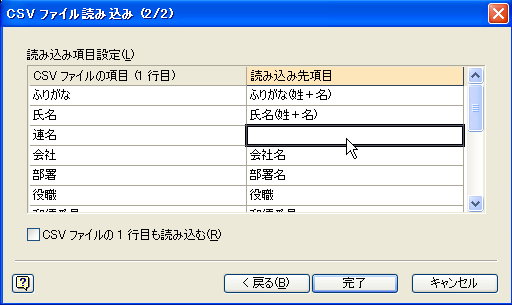 CSV ファイル読み込み (2/2)
読み込み項目設定(L)
CSV ファイルの項目 (1 行目) 読み込み先項目
ふりがな ふりがな(姓+名)
氏名 氏名(姓+名)
連名
会社 会社名
部署 部署名
役職 役職
CSV ファイルの 1 行目も読み込む(R)
< 戻る(B) 完了 キャンセル